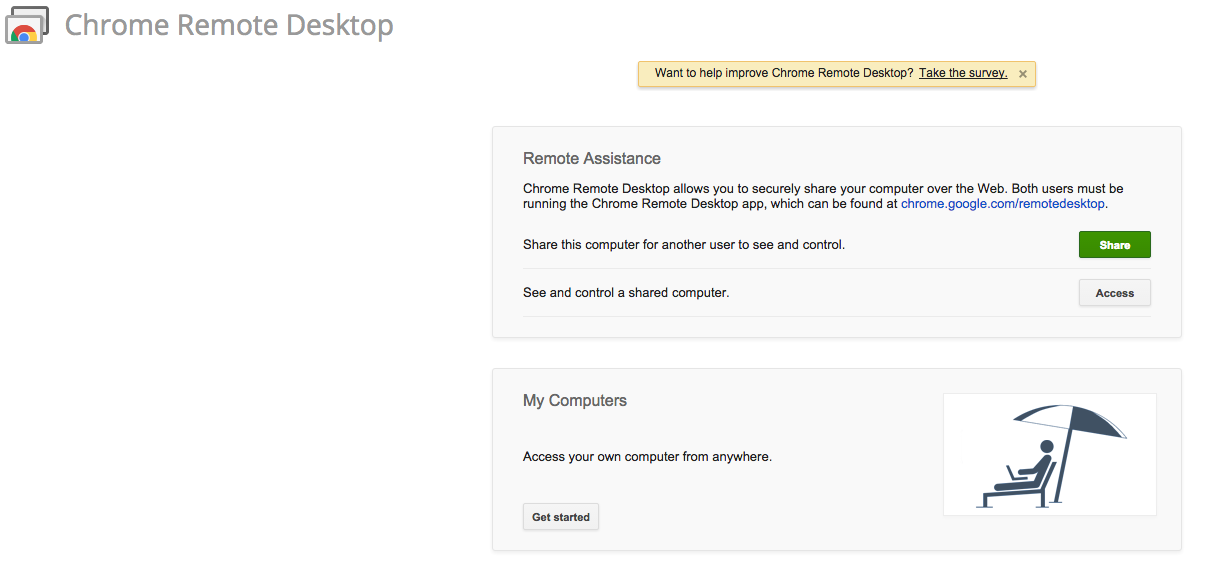 Chrome Remote Desktop
Want to help improve Chrome Remote Desktop? Take the survey. ×
Remote Assistance
Chrome Remote Desktop allows you to securely share your computer over the Web. Both users must be
running the Chrome Remote Desktop app, which can be found at chrome.google.com/remotedesktop.
Share this computer for another user to see and control.
Share
See and control a shared computer.
Access
My Computers
Access your own computer from anywhere.
Get started